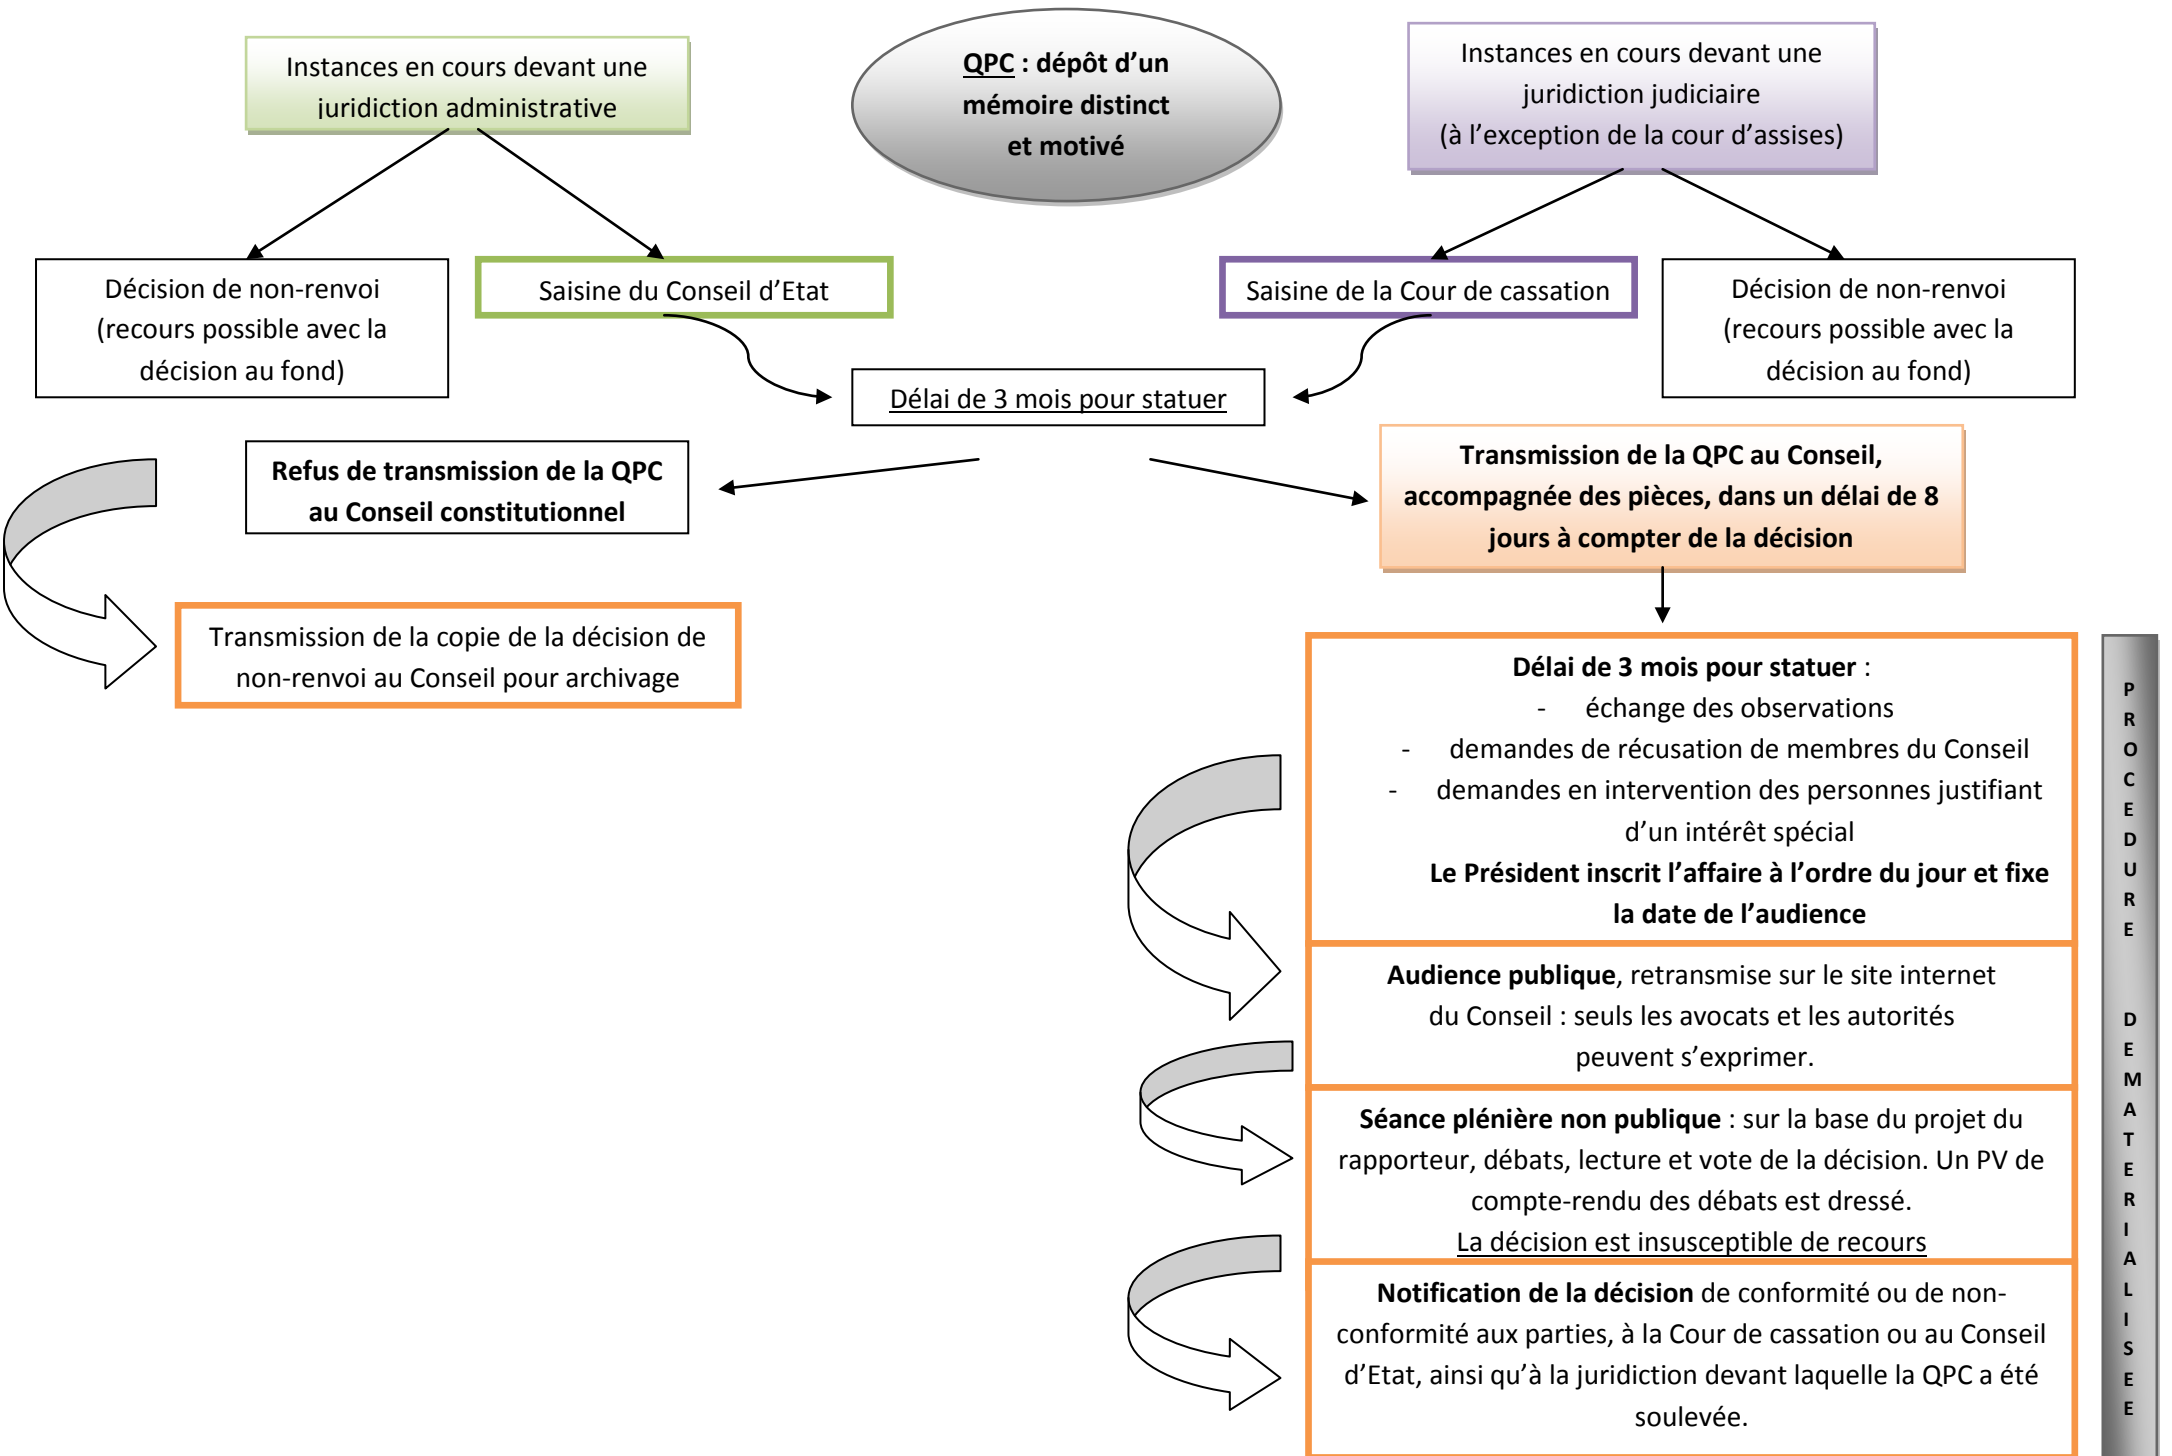 Instances en cours devant une
juridiction administrative
QPC : dépôt d’un
mémoire distinct
et motivé
Instances en cours devant une
juridiction judiciaire
(à l’exception de la cour d’assises)
Décision de non-renvoi
(recours possible avec la
décision au fond)
Saisine du Conseil d’Etat
Saisine de la Cour de cassation
Décision de non-renvoi
(recours possible avec la
décision au fond)
Délai de 3 mois pour statuer
Refus de transmission de la QPC
au Conseil constitutionnel
Transmission de la QPC au Conseil,
accompagnée des pièces, dans un délai de 8
jours à compter de la décision
Transmission de la copie de la décision de
non-renvoi au Conseil pour archivage
Délai de 3 mois pour statuer :
- échange des observations
- demandes de récusation de membres du Conseil
- demandes en intervention des personnes justifiant
d’un intérêt spécial
Le Président inscrit l’affaire à l’ordre du jour et fixe
la date de l’audience
Audience publique, retransmise sur le site internet
du Conseil : seuls les avocats et les autorités
peuvent s’exprimer.
Séance plénière non publique : sur la base du projet du
rapporteur, débats, lecture et vote de la décision. Un PV de
compte-rendu des débats est dressé.
La décision est insusceptible de recours
Notification de la décision de conformité ou de non-
conformité aux parties, à la Cour de cassation ou au Conseil
d’Etat, ainsi qu’à la juridiction devant laquelle la QPC a été
soulevée.
PROCEDURE DEMATERIALISEE